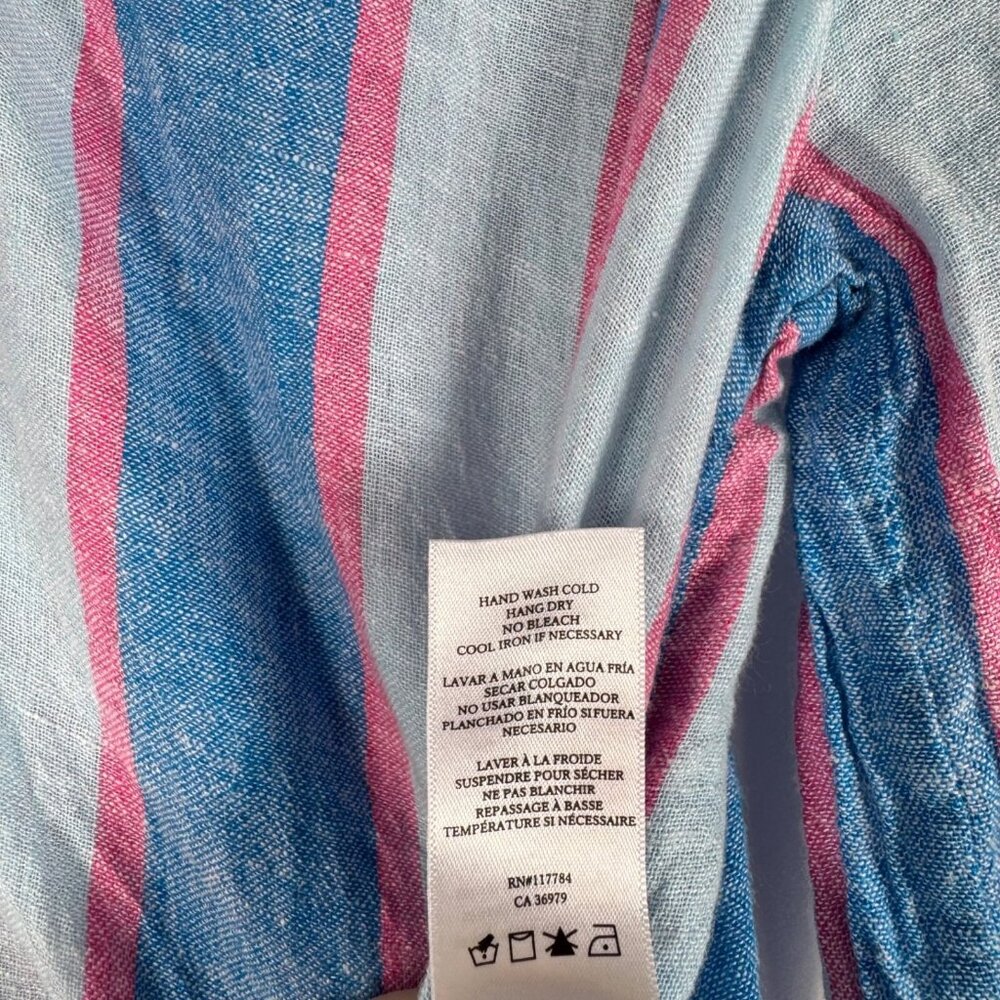 HAND WASH COLD
HANG DRY
NO BLEACH
COOL IRON IF NECESSARY
LAVAR A MANO EN AGUA FRÍA
SECAR COLGADO
NO USAR BLANQUEADOR
PLANCHADO EN FRÍO SI FUERA
NECESARIO
LAVER À LA FROIDE
SUSPENDRE POUR SÉCHER
NE PAS BLANCHIR
REPASSAGE À BASSE
TEMPÉRATURE SI NÉCESSAIRE
RN#117784
CA 36979